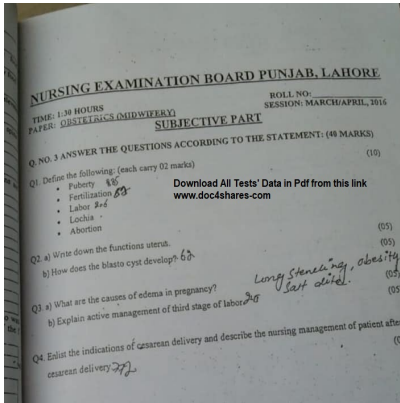 NURSING EXAMINATION BOARD PUNJAB, LAHORE
ROLL NO:
TIME: 1:30 HOURS
SESSION: MARCH/APRIL, 2016
PAPER: OBSTETRICS (MIDWIFERY)
SUBJECTIVE PART
Q. NO. 3 ANSWER THE QUESTIONS ACCORDING TO THE STATEMENT: (40 MARKS)
Q1. Define the following: (each carry 02 marks) (10)
• Puberty
• Fertilization
• Labor
• Lochia
• Abortion
Download All Tests' Data in Pdf from this link
www.doc4shares-com
Q2. a) Write down the functions uterus. (05)
b) How does the blasto cyst develop? (05)
Long standing, obesity
Salt diet.
Q3. a) What are the causes of edema in pregnancy? (05)
b) Explain active management of third stage of labor (05
Q4. Enlist the indications of cesarean delivery and describe the nursing management of patient after
cesarean delivery